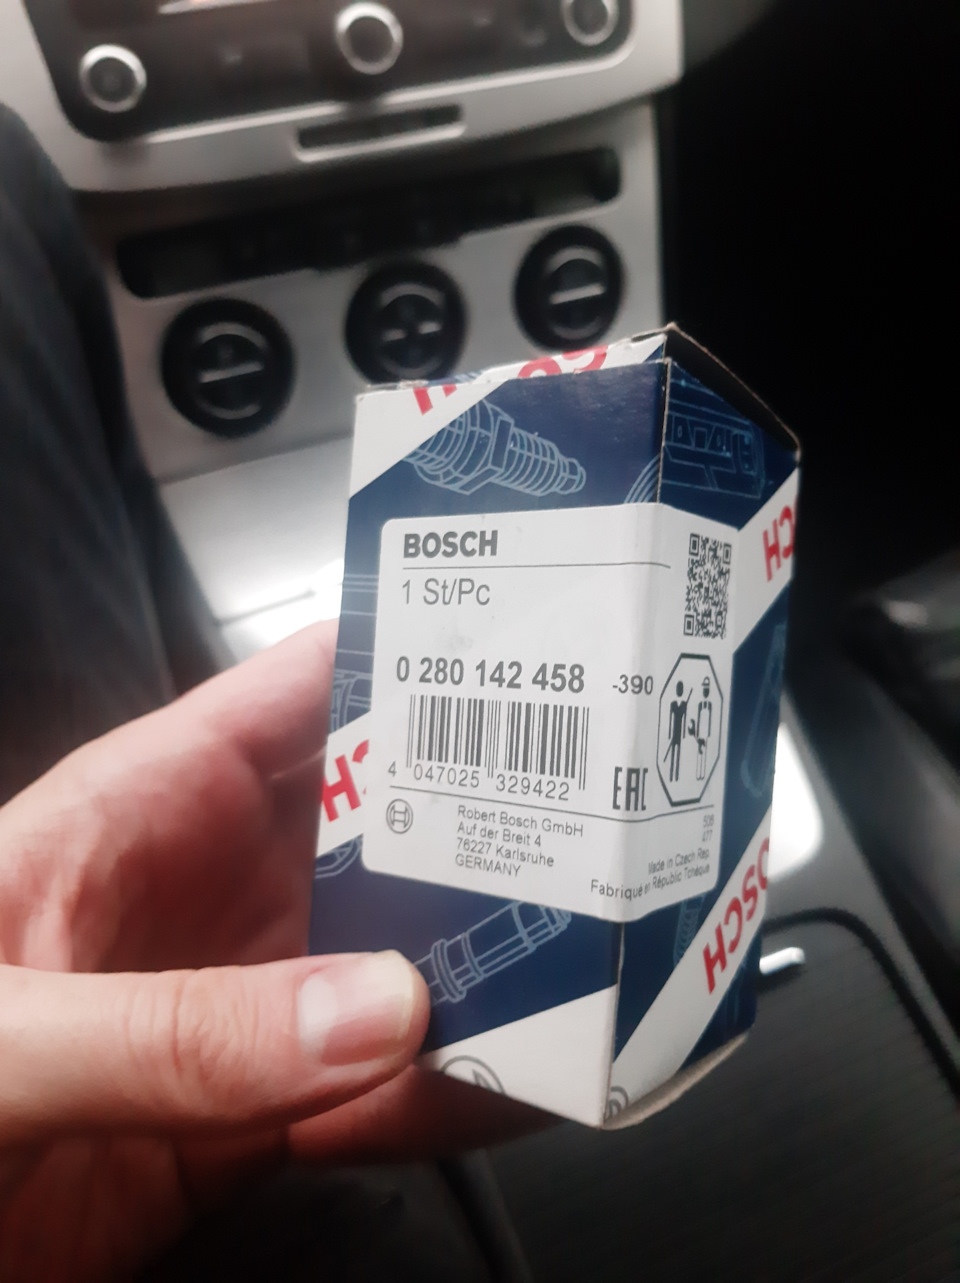 BOSCH
1 St/Pc
0 280 142 458 -390
4 047025 329422
EAC
Robert Bosch GmbH
Auf der Breit 4
76227 Karlsruhe
GERMANY
Made in Czech Rep.
Fabriqué en République Tchèque
BOSCH